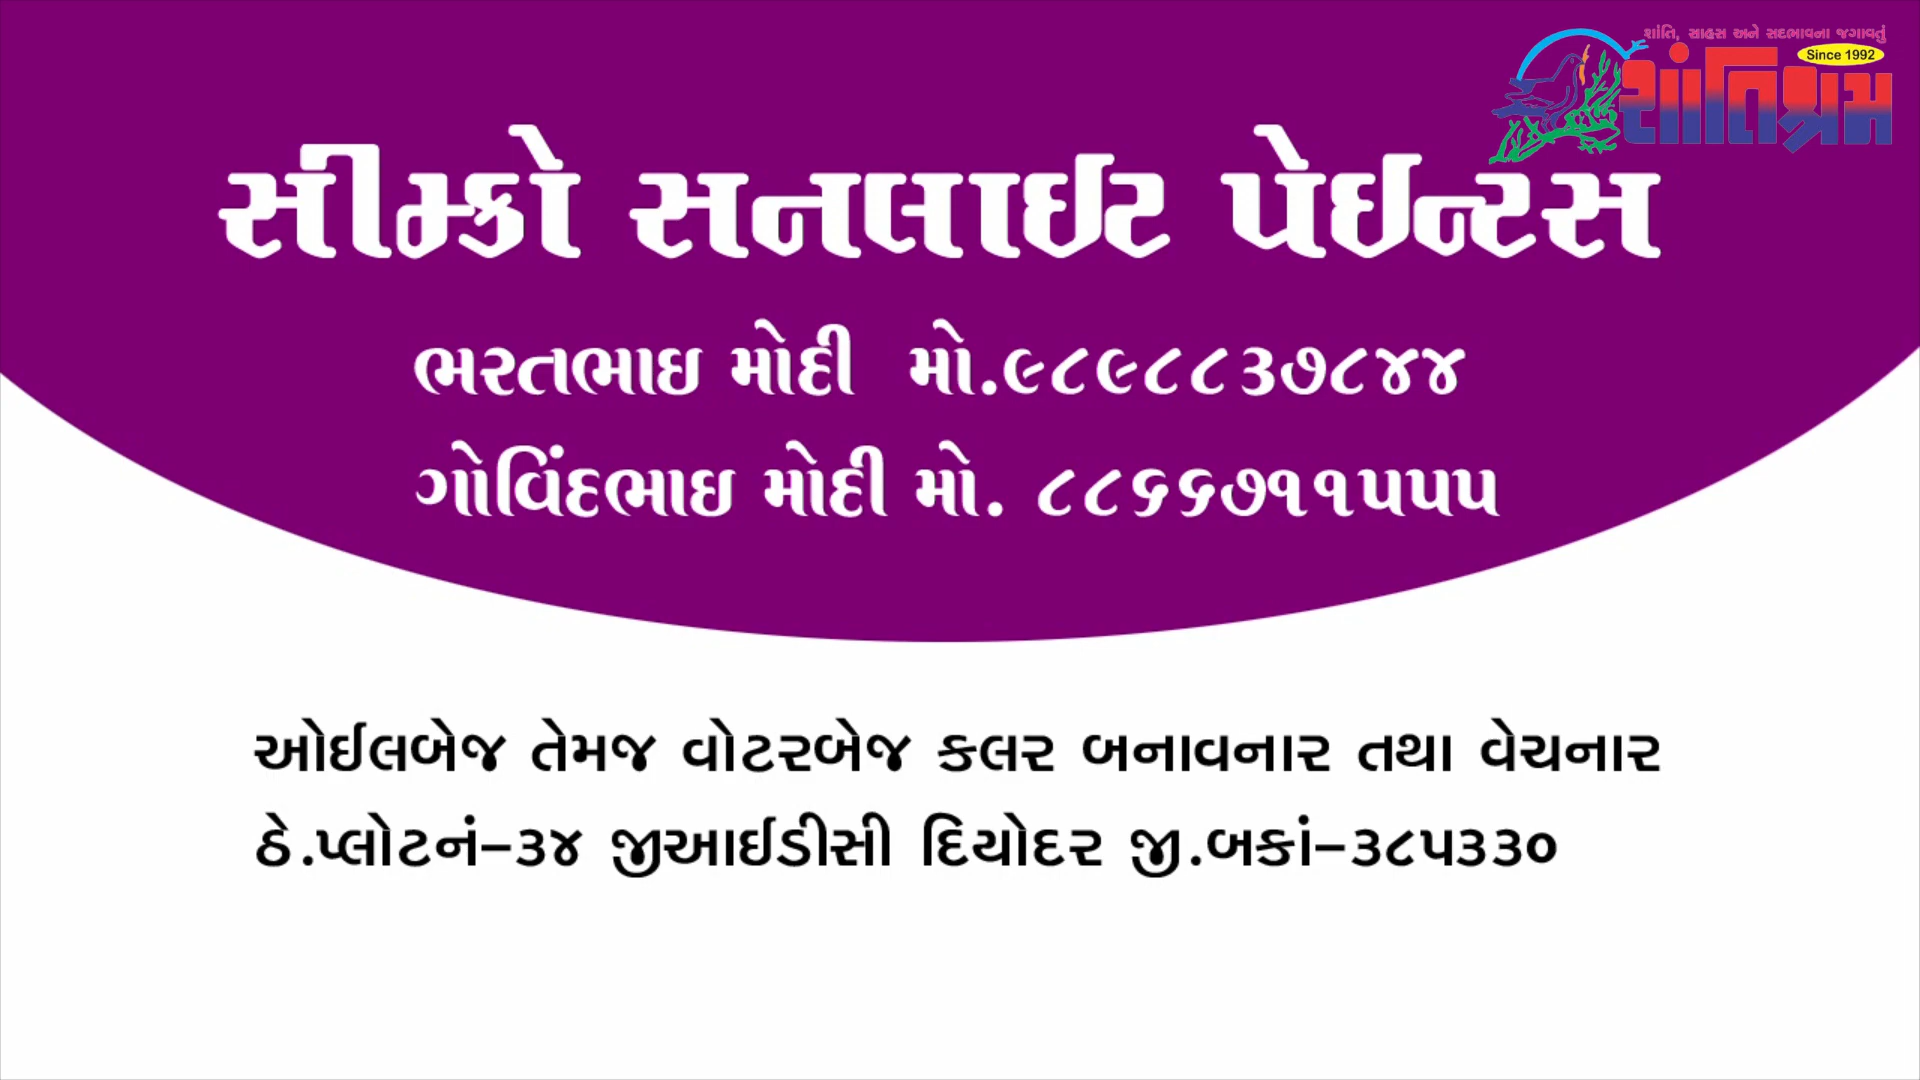 શાંતિ, સાહસ અને સદભાવના જગાવતું
Since 1992
શાંતિશ્રમ
સીમ્કો સનલાઈટ પેઈન્ટસ
ભરતભાઇ મોદી મો.૯૮૯૮૮૩૭૮૪૪
ગોવિંદભાઇ મોદી મો. ૮૮૬૬૭૧૧૫૫૫
ઓઈલબેજ તેમજ વોટરબેજ કલર બનાવનાર તથા વેચનાર
ઠે.પ્લોટનં-૩૪ જીઆઈડીસી દિયોદર જી.બકાં-૩૮૫૩૩૦